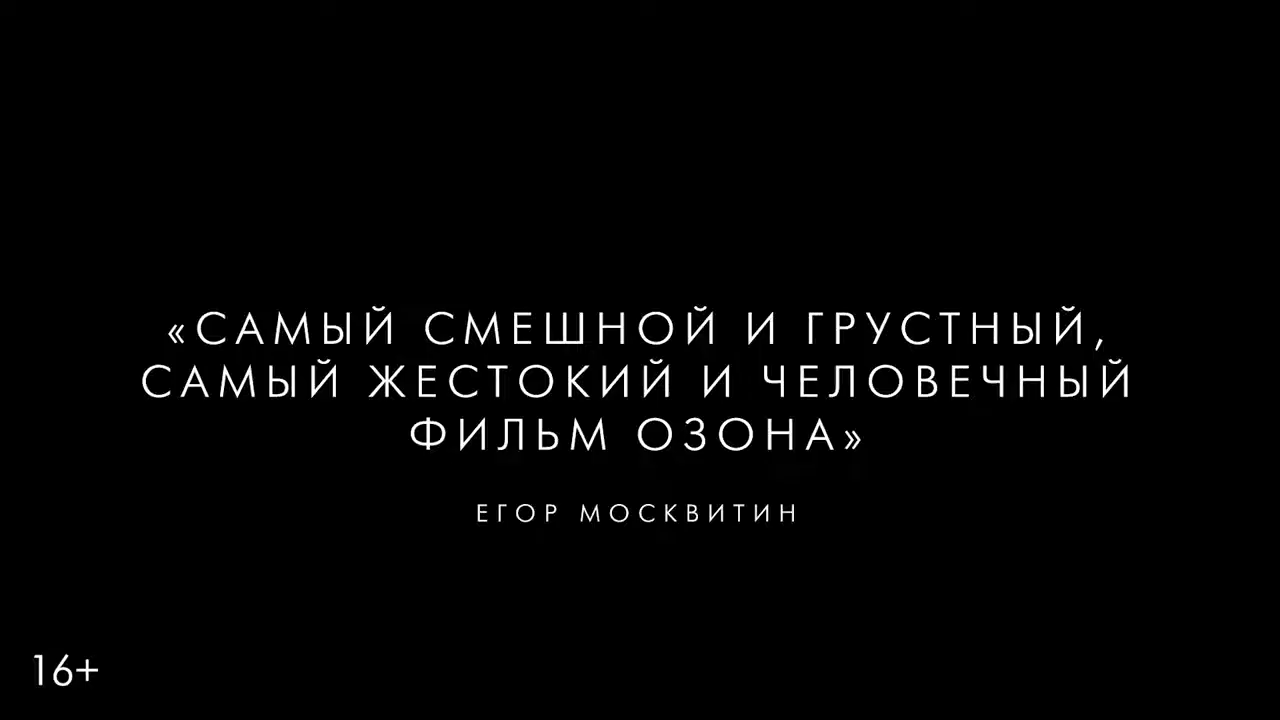 «САМЫЙ СМЕШНОЙ И ГРУСТНЫЙ,
САМЫЙ ЖЕСТОКИЙ И ЧЕЛОВЕЧНЫЙ
ФИЛЬМ ОЗОНА»
ЕГОР МОСКВИТИН
16+